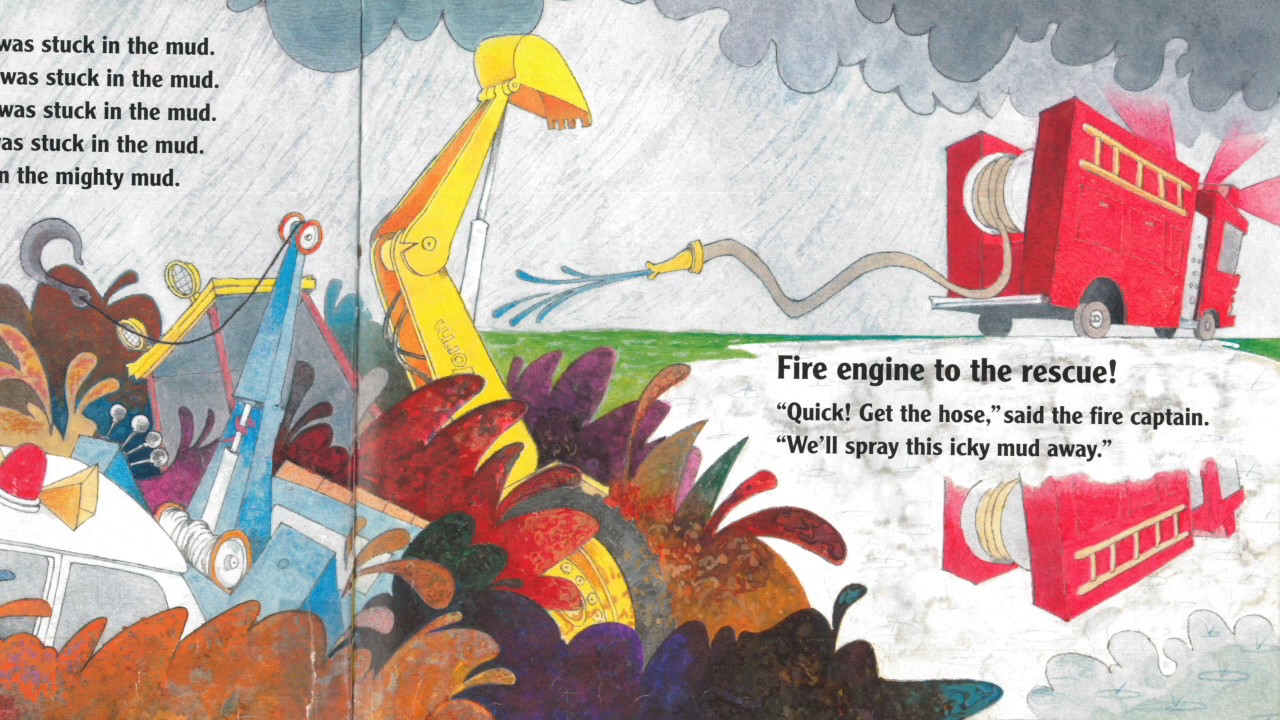 was stuck in the mud.
was stuck in the mud.
was stuck in the mud.
was stuck in the mud.
in the mighty mud.
Fire engine to the rescue!
“Quick! Get the hose,” said the fire captain.
“We’ll spray this icky mud away.”